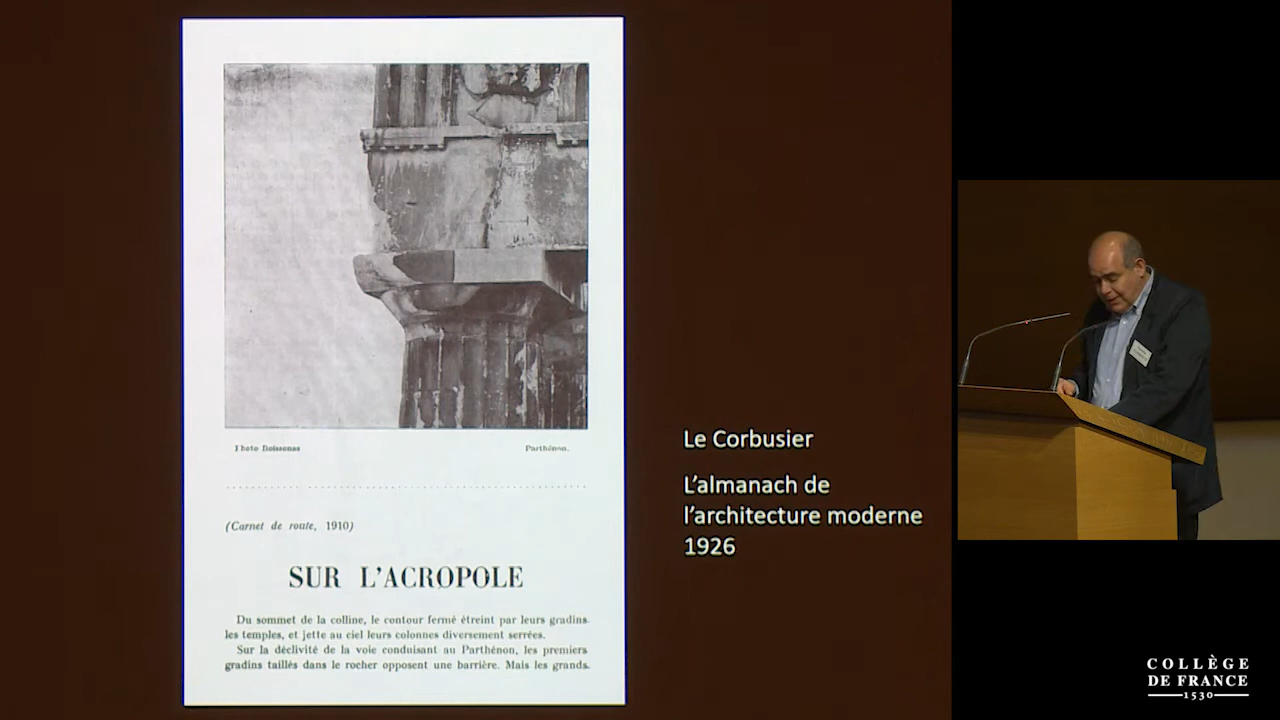 Photo Boissonas
Parthénon.
(Carnet de route, 1910)
SUR L'ACROPOLE
Du sommet de la colline, le contour fermé étreint par leurs gradins
les temples, et jette au ciel leurs colonnes diversement serrées.
Sur la déclivité de la voie conduisant au Parthénon, les premiers
gradins taillés dans le rocher opposent une barrière. Mais les grands
Le Corbusier
L'almanach de
l'architecture moderne
1926
COLLÈGE
DE FRANCE
1530